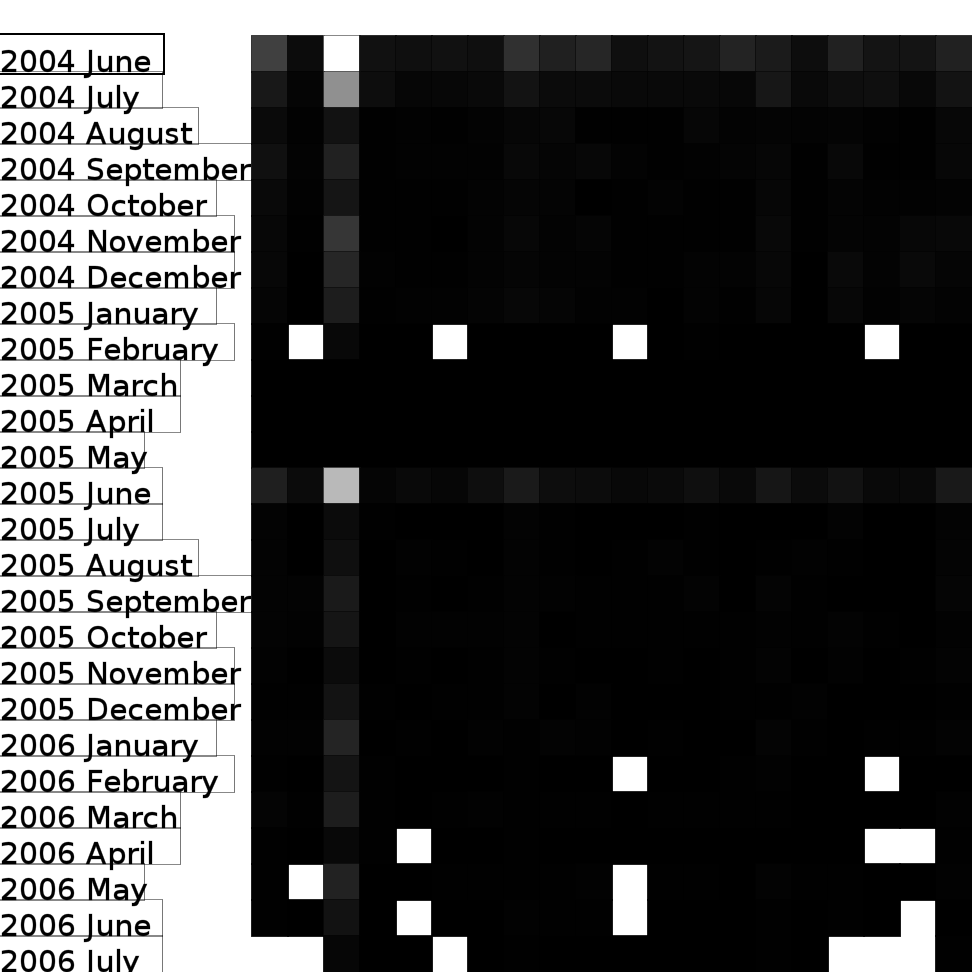 2004 June
2004 July
2004 August
2004 September
2004 October
2004 November
2004 December
2005 January
2005 February
2005 March
2005 April
2005 May
2005 June
2005 July
2005 August
2005 September
2005 October
2005 November
2005 December
2006 January
2006 February
2006 March
2006 April
2006 May
2006 June
2006 July